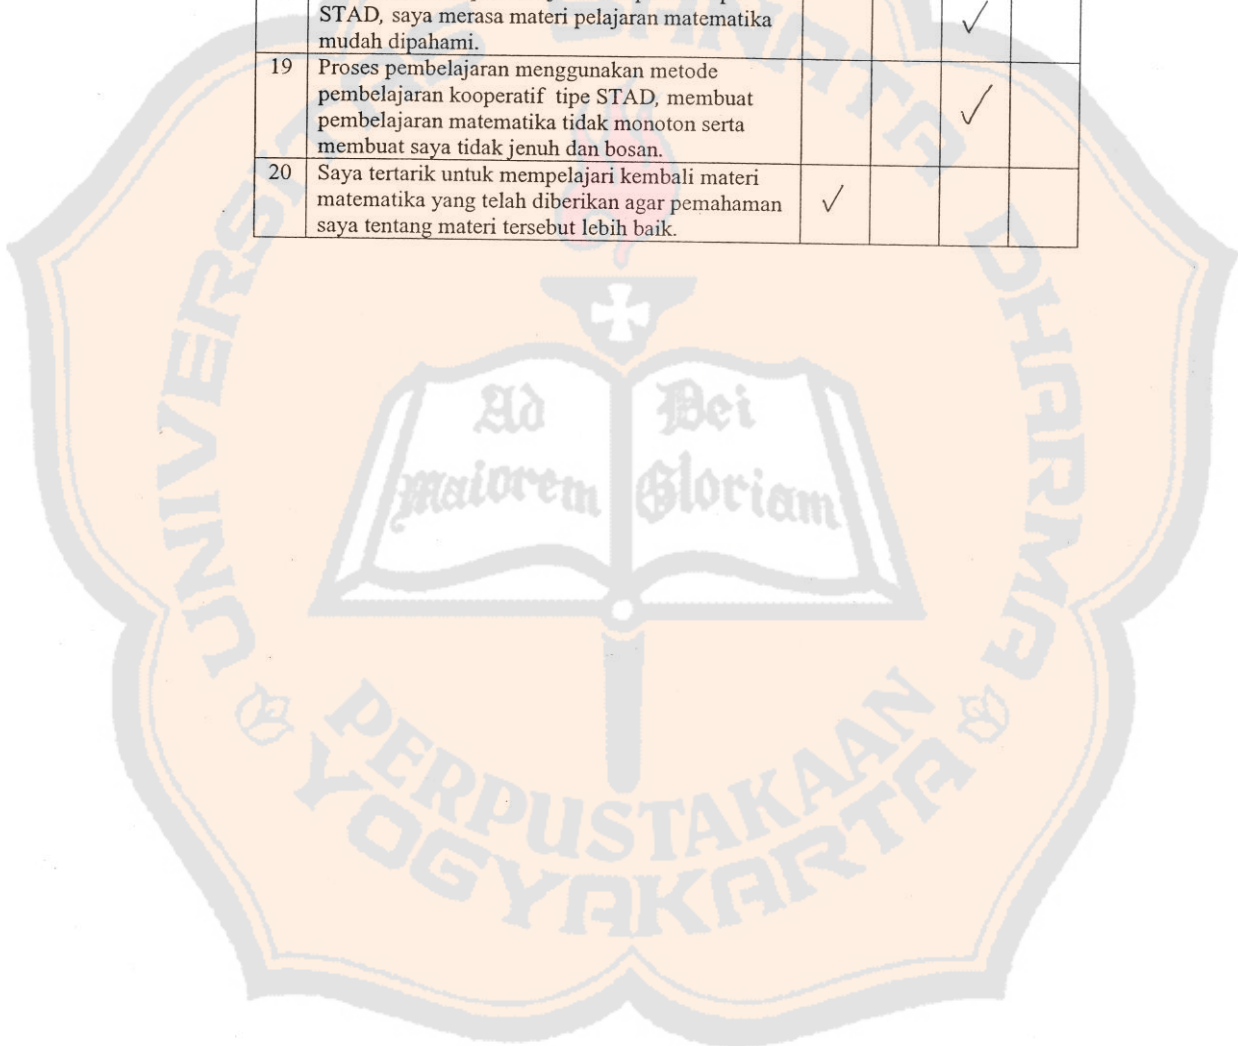 STAD, saya merasa materi pelajaran matematika
mudah dipahami.
✓
19 Proses pembelajaran menggunakan metode
pembelajaran kooperatif tipe STAD, membuat
pembelajaran matematika tidak monoton serta
membuat saya tidak jenuh dan bosan.
✓
20 Saya tertarik untuk mempelajari kembali materi
matematika yang telah diberikan agar pemahaman
saya tentang materi tersebut lebih baik.
✓
UNIVERSITAS SANATA DHARMA
Ad Dei
Maiorem Gloriam
PERPUSTAKAAN
YOGYAKARTA